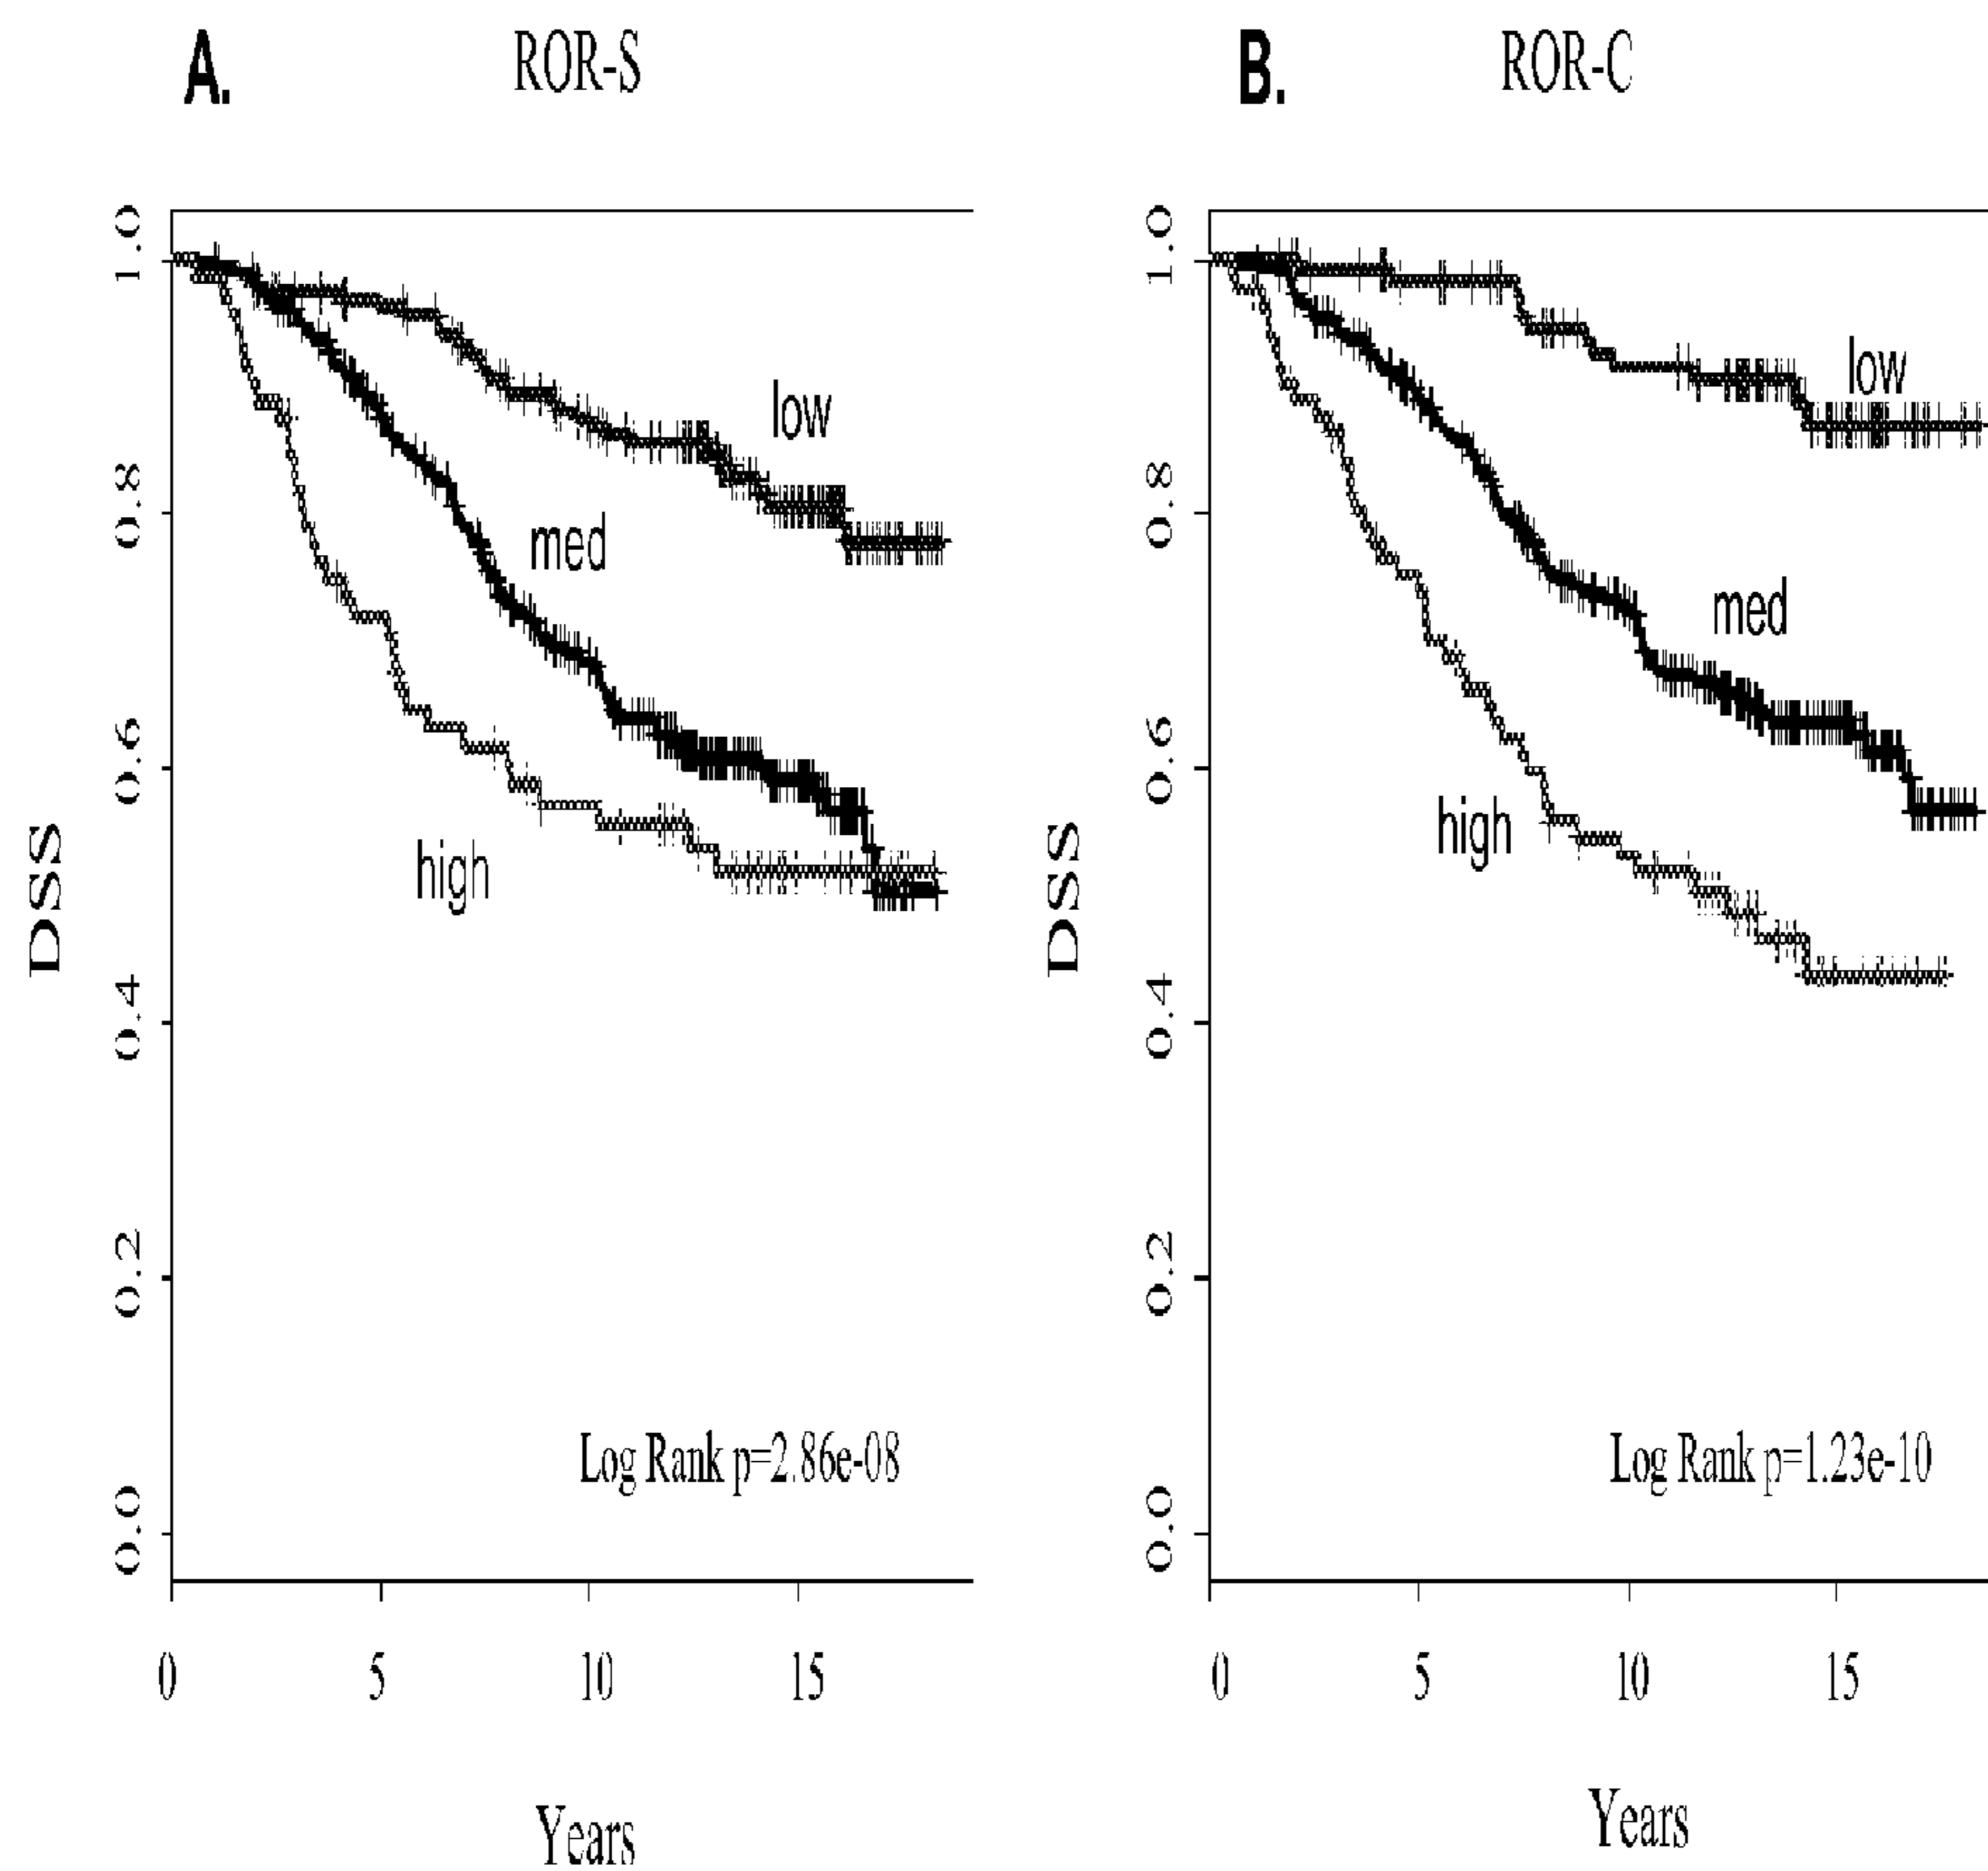 A. ROR-S
1.0
0.8
0.6
0.4
0.2
0.0
DSS
low
med
high
Log Rank p=2.86e-08
0 5 10 15
Years
B. ROR-C
1.0
0.8
0.6
0.4
0.2
0.0
DSS
low
med
high
Log Rank p=1.23e-10
0 5 10 15
Years